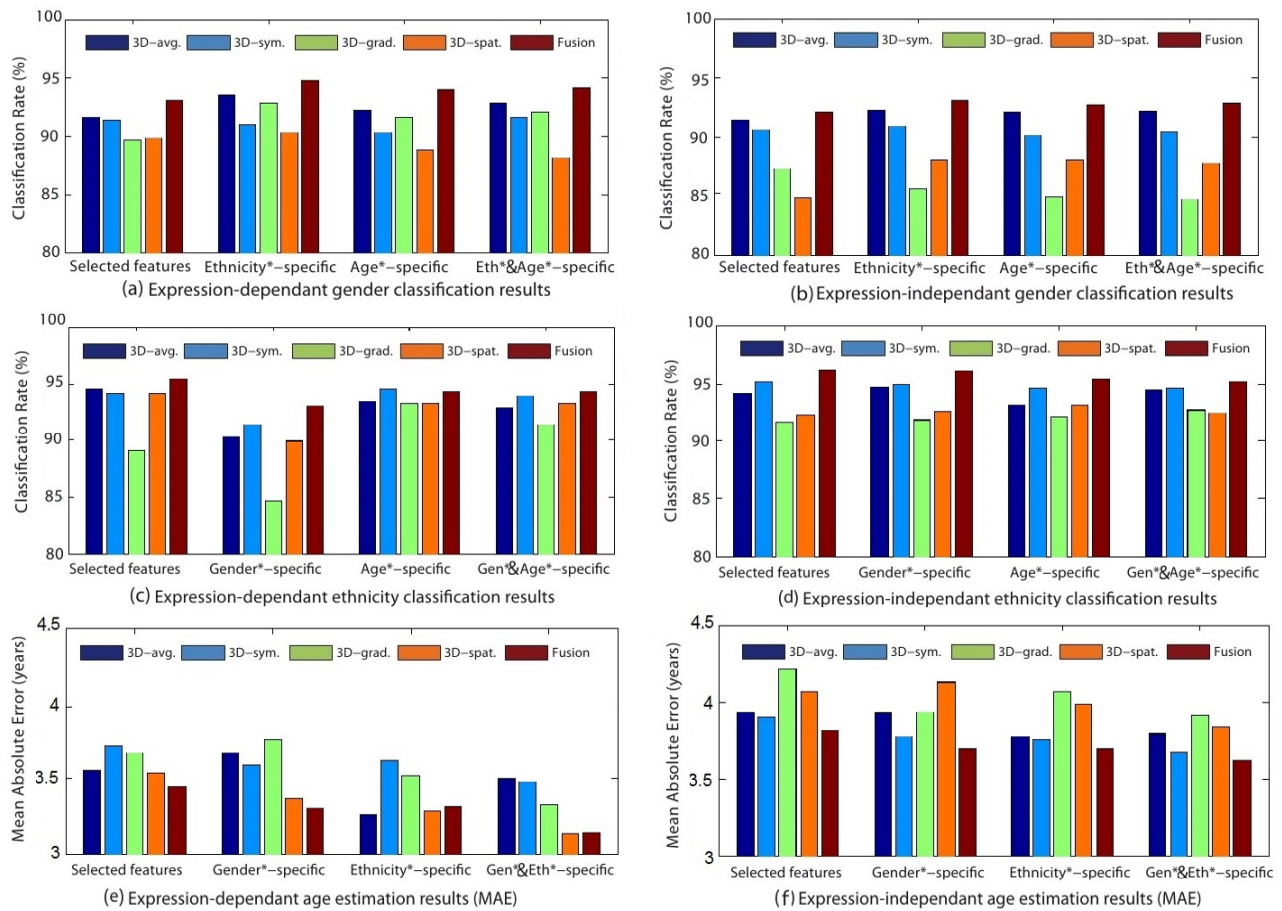 100
95
90
85
80
Classification Rate (%)
3D−avg. 3D−sym. 3D−grad. 3D−spat. Fusion
Selected features Ethnicity*−specific Age*−specific Eth*&Age*−specific
(a) Expression-dependant gender classification results
100
95
90
85
80
Classification Rate (%)
3D−avg. 3D−sym. 3D−grad. 3D−spat. Fusion
Selected features Ethnicity*−specific Age*−specific Eth*&Age*−specific
(b) Expression-independant gender classification results
100
95
90
85
80
Classification Rate (%)
3D−avg. 3D−sym. 3D−grad. 3D−spat. Fusion
Selected features Gender*−specific Age*−specific Gen*&Age*−specific
(c) Expression-dependant ethnicity classification results
100
95
90
85
80
Classification Rate (%)
3D−avg. 3D−sym. 3D−grad. 3D−spat. Fusion
Selected features Gender*−specific Age*−specific Gen*&Age*−specific
(d) Expression-independant ethnicity classification results
4.5
4
3.5
3
Mean Absolute Error (years)
3D−avg. 3D−sym. 3D−grad. 3D−spat. Fusion
Selected features Gender*−specific Ethnicity*−specific Gen*&Eth*−specific
(e) Expression-dependant age estimation results (MAE)
4.5
4
3.5
3
Mean Absolute Error (years)
3D−avg. 3D−sym. 3D−grad. 3D−spat. Fusion
Selected features Gender*−specific Ethnicity*−specific Gen*&Eth*−specific
(f) Expression-independant age estimation results (MAE)